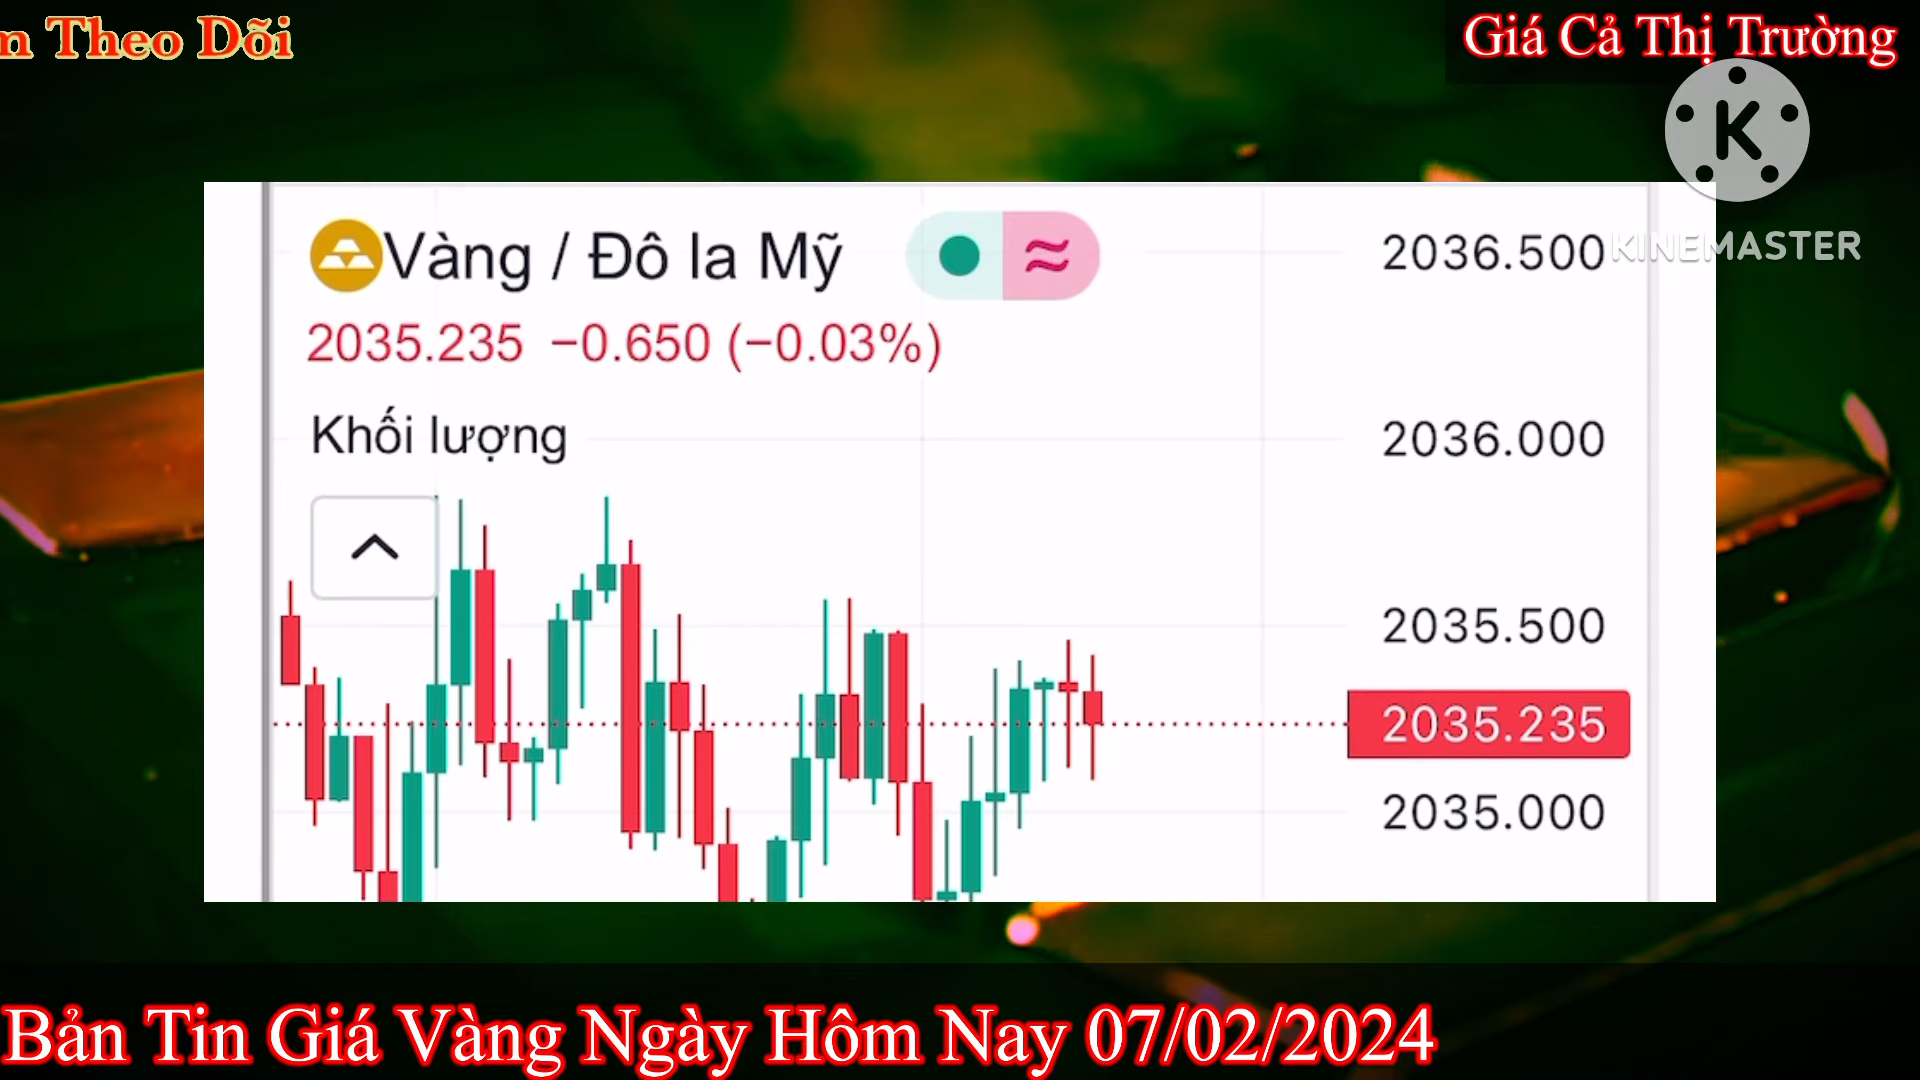 Theo Dõi
Giá Cả Thị Trường
K
KINEMASTER
Vàng / Đô la Mỹ
≈
2035.235 −0.650 (−0.03%)
Khối lượng
2036.500
2036.000
2035.500
2035.235
2035.000
Bản Tin Giá Vàng Ngày Hôm Nay 07/02/2024